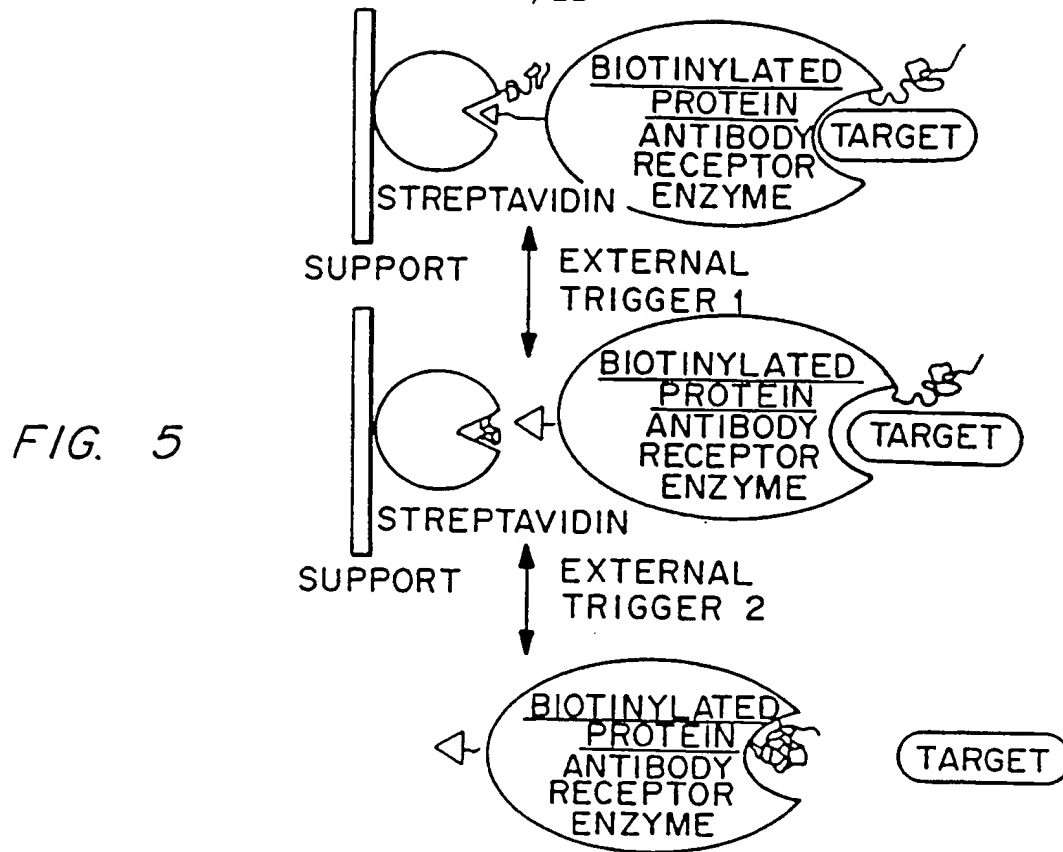 BIOTINYLATED
PROTEIN
ANTIBODY
RECEPTOR
ENZYME
TARGET
STREPTAVIDIN
SUPPORT
EXTERNAL
TRIGGER 1
FIG. 5
BIOTINYLATED
PROTEIN
ANTIBODY
RECEPTOR
ENZYME
TARGET
STREPTAVIDIN
SUPPORT
EXTERNAL
TRIGGER 2
BIOTINYLATED
PROTEIN
ANTIBODY
RECEPTOR
ENZYME
TARGET